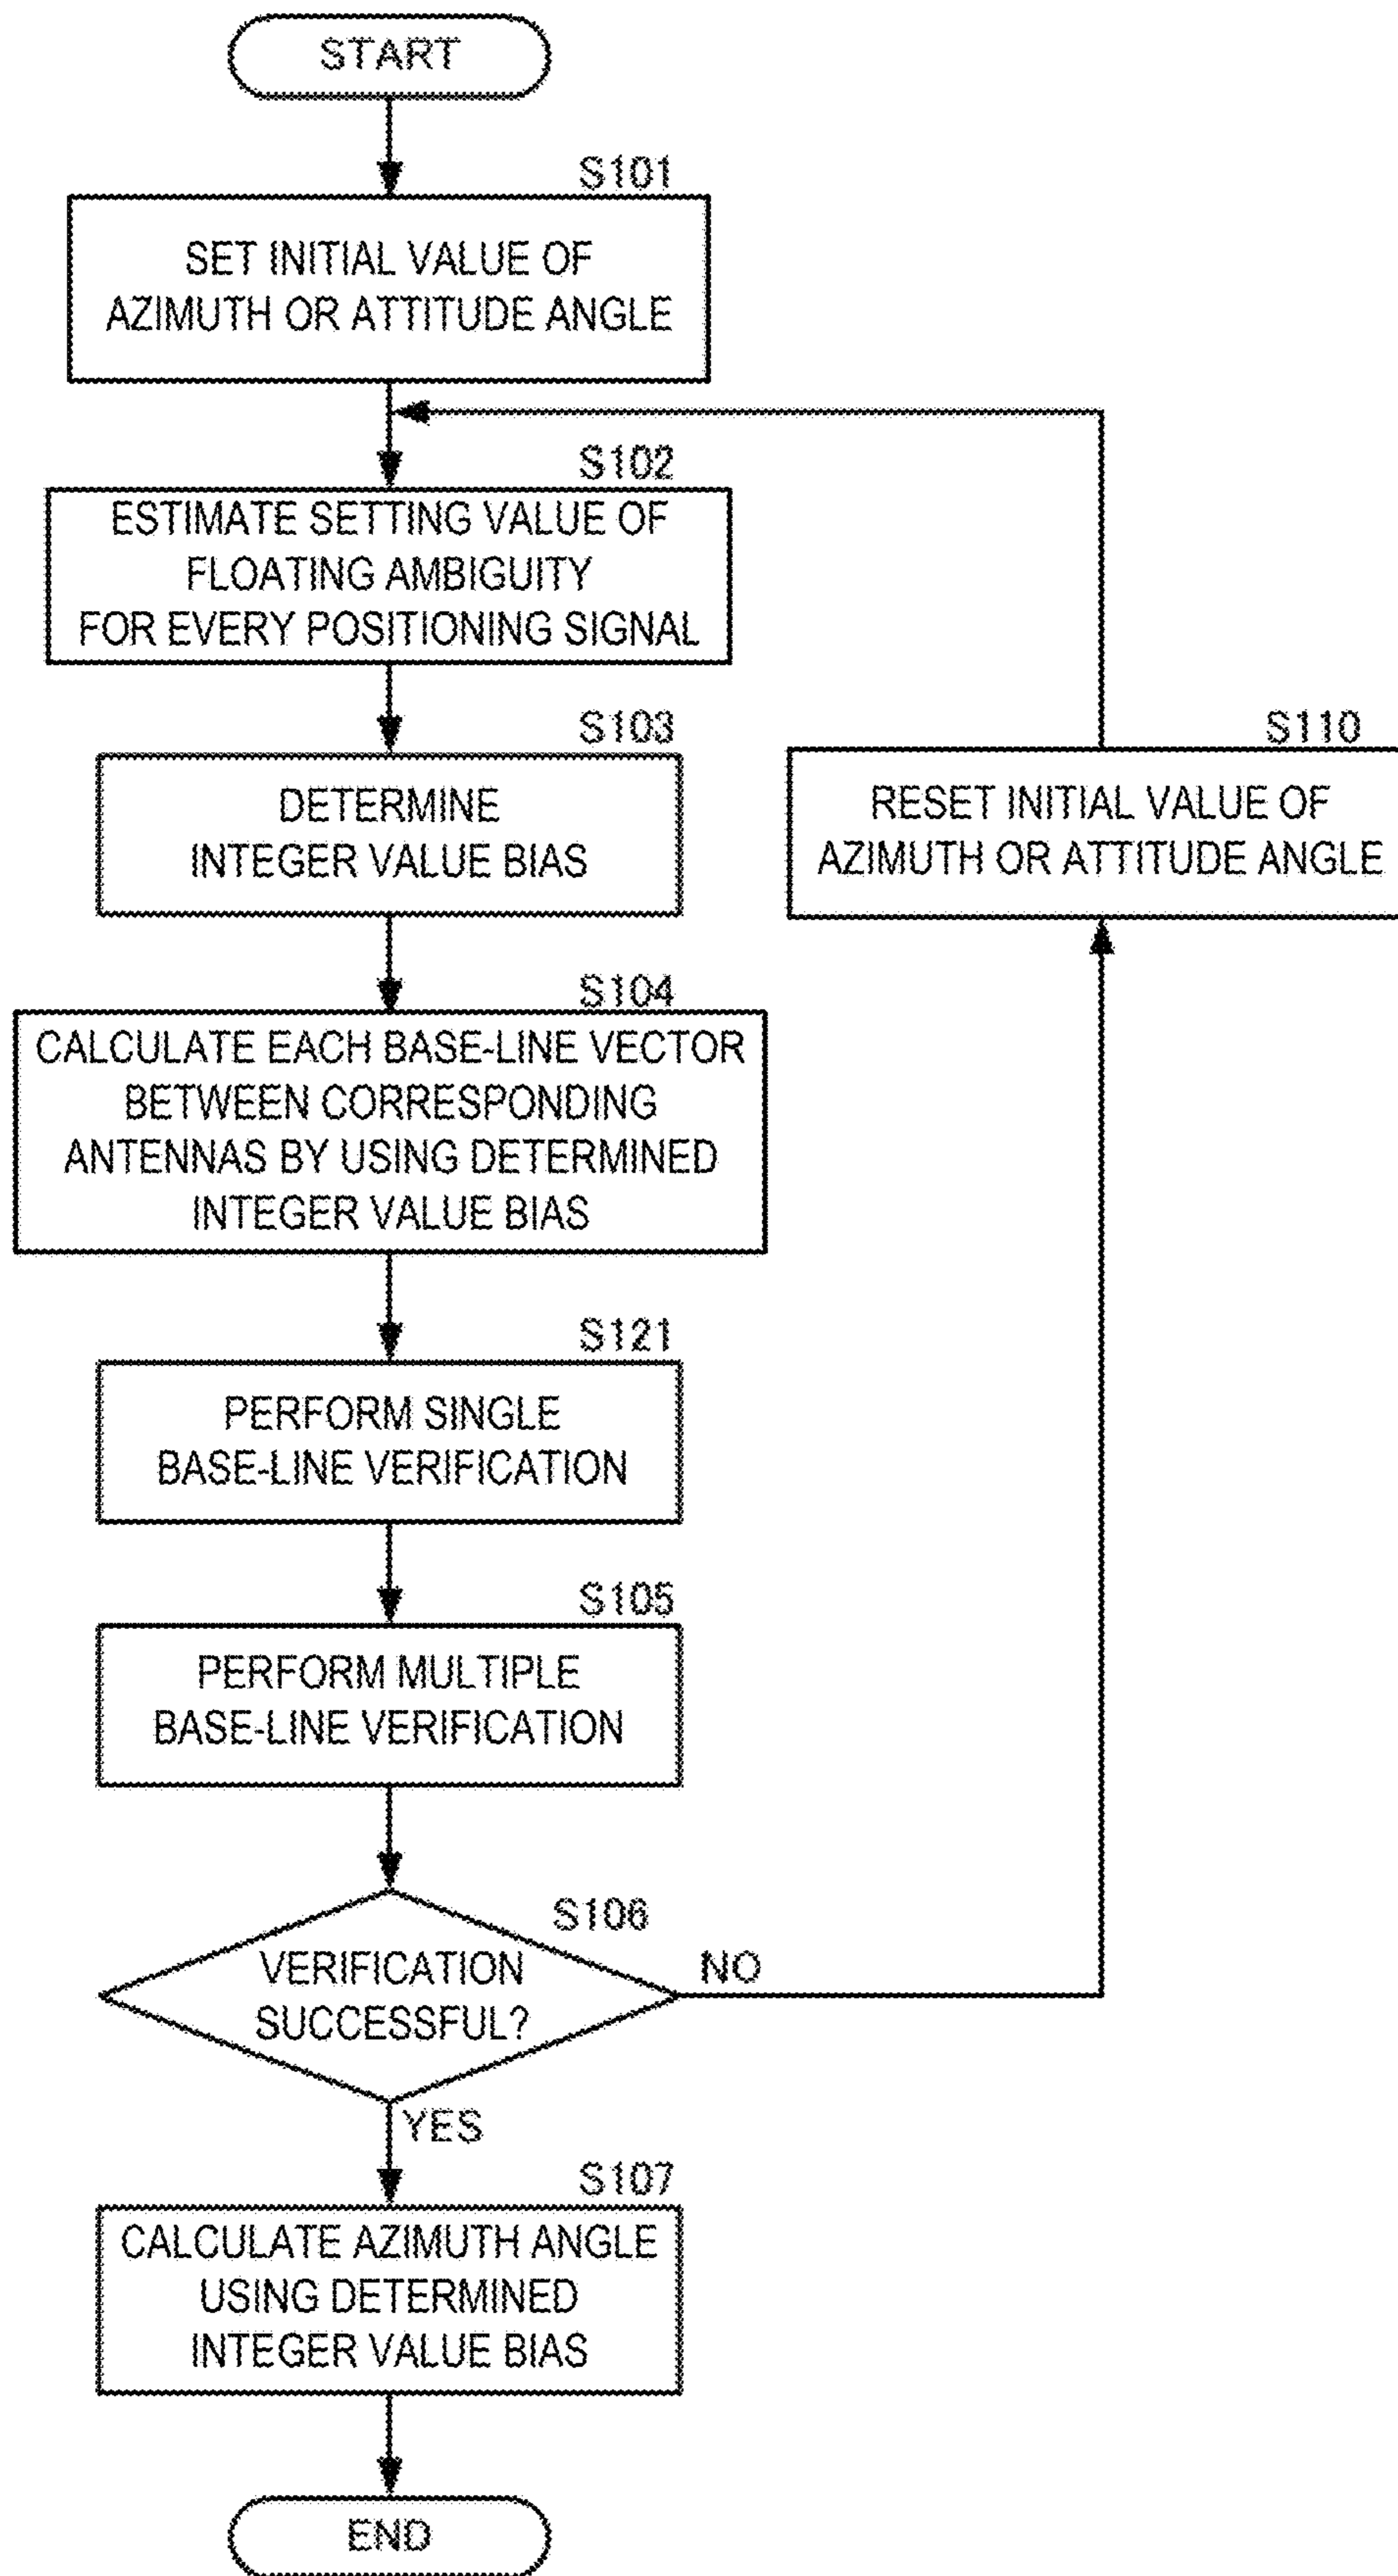 START
S101
SET INITIAL VALUE OF
AZIMUTH OR ATTITUDE ANGLE
S102
ESTIMATE SETTING VALUE OF
FLOATING AMBIGUITY
FOR EVERY POSITIONING SIGNAL
S103
DETERMINE
INTEGER VALUE BIAS
S110
RESET INITIAL VALUE OF
AZIMUTH OR ATTITUDE ANGLE
S104
CALCULATE EACH BASE-LINE VECTOR
BETWEEN CORRESPONDING
ANTENNAS BY USING DETERMINED
INTEGER VALUE BIAS
S121
PERFORM SINGLE
BASE-LINE VERIFICATION
S105
PERFORM MULTIPLE
BASE-LINE VERIFICATION
S106
VERIFICATION
SUCCESSFUL?
NO
YES
S107
CALCULATE AZIMUTH ANGLE
USING DETERMINED
INTEGER VALUE BIAS
END